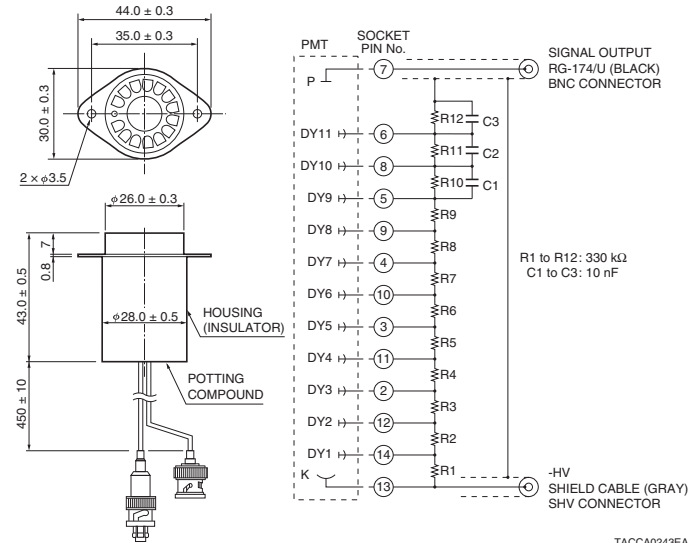 44.0 ± 0.3
35.0 ± 0.3
30.0 ± 0.3
2 × φ3.5
φ26.0 ± 0.3
7
0.8
43.0 ± 0.5
φ28.0 ± 0.5
HOUSING
(INSULATOR)
POTTING
COMPOUND
450 ± 10
PMT
SOCKET
PIN No.
SIGNAL OUTPUT
RG-174/U (BLACK)
BNC CONNECTOR
P
7
R12
C3
DY11
6
R11
C2
DY10
8
R10
C1
DY9
5
R9
DY8
9
R8
DY7
4
R7
DY6
10
R6
DY5
3
R5
DY4
11
R4
DY3
2
R3
DY2
12
R2
DY1
14
R1
K
13
R1 to R12: 330 kΩ
C1 to C3: 10 nF
-HV
SHIELD CABLE (GRAY)
SHV CONNECTOR
TACCA0243EA